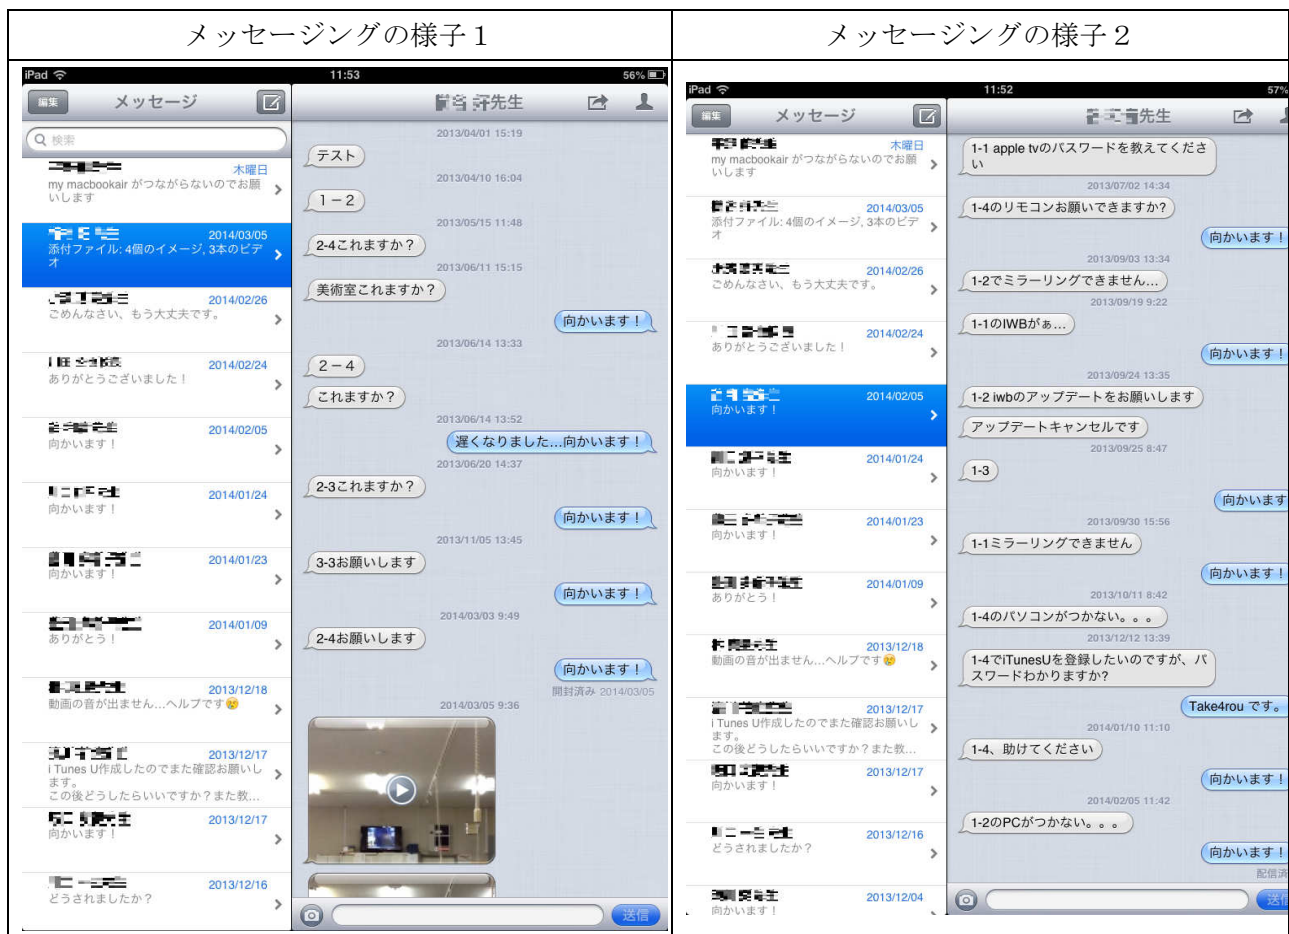 メッセージングの様子１
メッセージングの様子２
iPad
11:53
56%
編集
メッセージ
先生
検索
木曜日
my macbookair がつながらないのでお願
いします
2014/03/05
添付ファイル: 4個のイメージ, 3本のビデ
オ
2014/02/26
ごめんなさい、もう大丈夫です。
2014/02/24
ありがとうございました！
2014/02/05
向かいます！
2014/01/24
向かいます！
2014/01/23
向かいます！
2014/01/09
ありがとう！
2013/12/18
動画の音が出ません...ヘルプです😢
2013/12/17
i Tunes U作成したのでまた確認お願いし
ます。
この後どうしたらいいですか？また教...
2013/12/17
向かいます！
2013/12/16
どうされましたか？
2013/04/01 15:19
テスト
2013/04/10 16:04
１－２
2013/05/15 11:48
2-4これますか？
2013/06/11 15:15
美術室これますか？
向かいます！
2013/06/14 13:33
２－４
これますか？
2013/06/14 13:52
遅くなりました...向かいます！
2013/06/20 14:37
2-3これますか？
向かいます！
2013/11/05 13:45
3-3お願いします
向かいます！
2014/03/03 9:49
2-4お願いします
向かいます！
開封済み 2014/03/05
2014/03/05 9:36
送信
iPad
11:52
57%
編集
メッセージ
先生
木曜日
my macbookair がつながらないのでお願
いします
2014/03/05
添付ファイル: 4個のイメージ, 3本のビデ
オ
2014/02/26
ごめんなさい、もう大丈夫です。
2014/02/24
ありがとうございました！
2014/02/05
向かいます！
2014/01/24
向かいます！
2014/01/23
向かいます！
2014/01/09
ありがとう！
2013/12/18
動画の音が出ません...ヘルプです😢
2013/12/17
i Tunes U作成したのでまた確認お願いし
ます。
この後どうしたらいいですか？また教...
2013/12/17
向かいます！
2013/12/16
どうされましたか？
2013/12/04
向かいます！
1-1 apple tvのパスワードを教えてくださ
い
2013/07/02 14:34
1-4のリモコンお願いできますか?
向かいます！
2013/09/03 13:34
1-2でミラーリングできません...
2013/09/19 9:22
1-1のIWBがぁ...
向かいます！
2013/09/24 13:35
1-2 iwbのアップデートをお願いします
アップデートキャンセルです
2013/09/25 8:47
1-3
向かいます
2013/09/30 15:56
1-1ミラーリングできません
向かいます！
2013/10/11 8:42
1-4のパソコンがつかない。。。
2013/12/12 13:39
1-4でiTunesUを登録したいのですが、パ
スワードわかりますか?
Take4rou です。
2014/01/10 11:10
1-4、助けてください
向かいます！
2014/02/05 11:42
1-2のPCがつかない。。。
向かいます！
配信済
送信